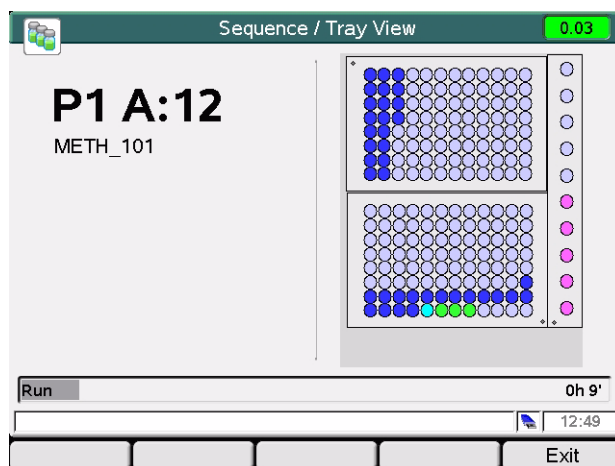 Sequence / Tray View
0.03
P1 A:12
METH_101
Run
0h 9'
12:49
Exit